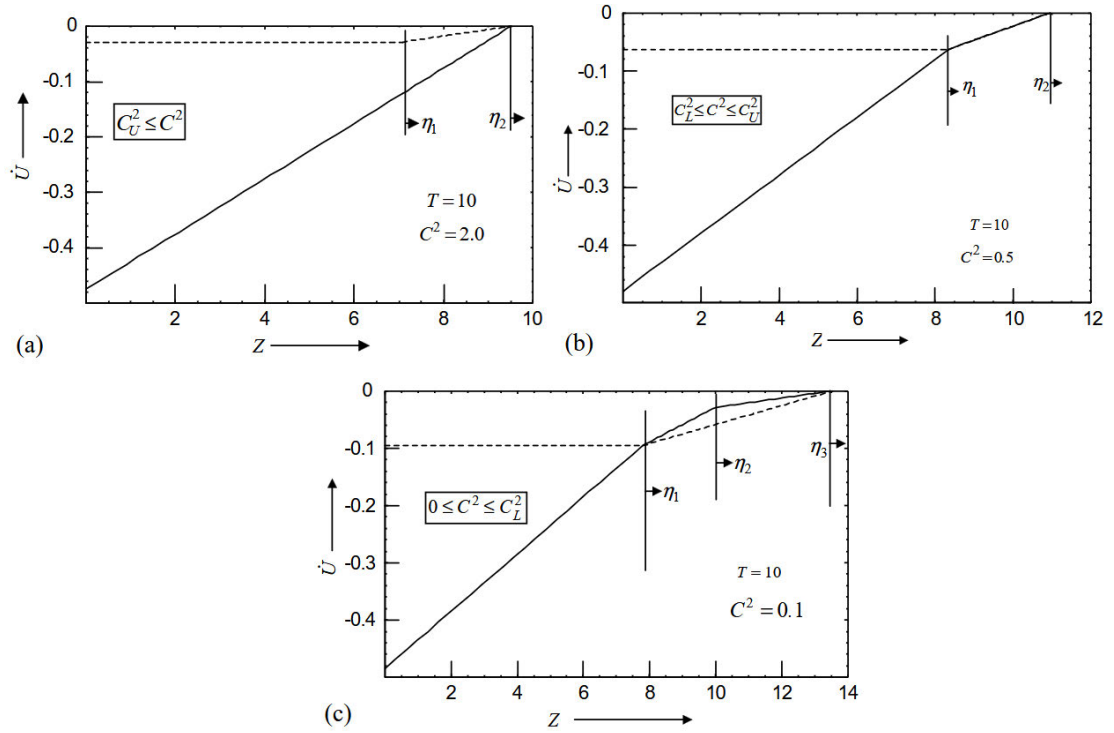 0
-0.1
-0.2
-0.3
-0.4
U̇
C_U^2 ≤ C^2
η1
η2
T = 10
C^2 = 2.0
2
4
6
8
10
Z
(a)
0
-0.1
-0.2
-0.3
-0.4
U̇
C_L^2 ≤ C^2 ≤ C_U^2
η1
η2
T = 10
C^2 = 0.5
2
4
6
8
10
12
Z
(b)
0
-0.1
-0.2
-0.3
-0.4
U̇
0 ≤ C^2 ≤ C_L^2
η1
η2
η3
T = 10
C^2 = 0.1
2
4
6
8
10
12
14
Z
(c)